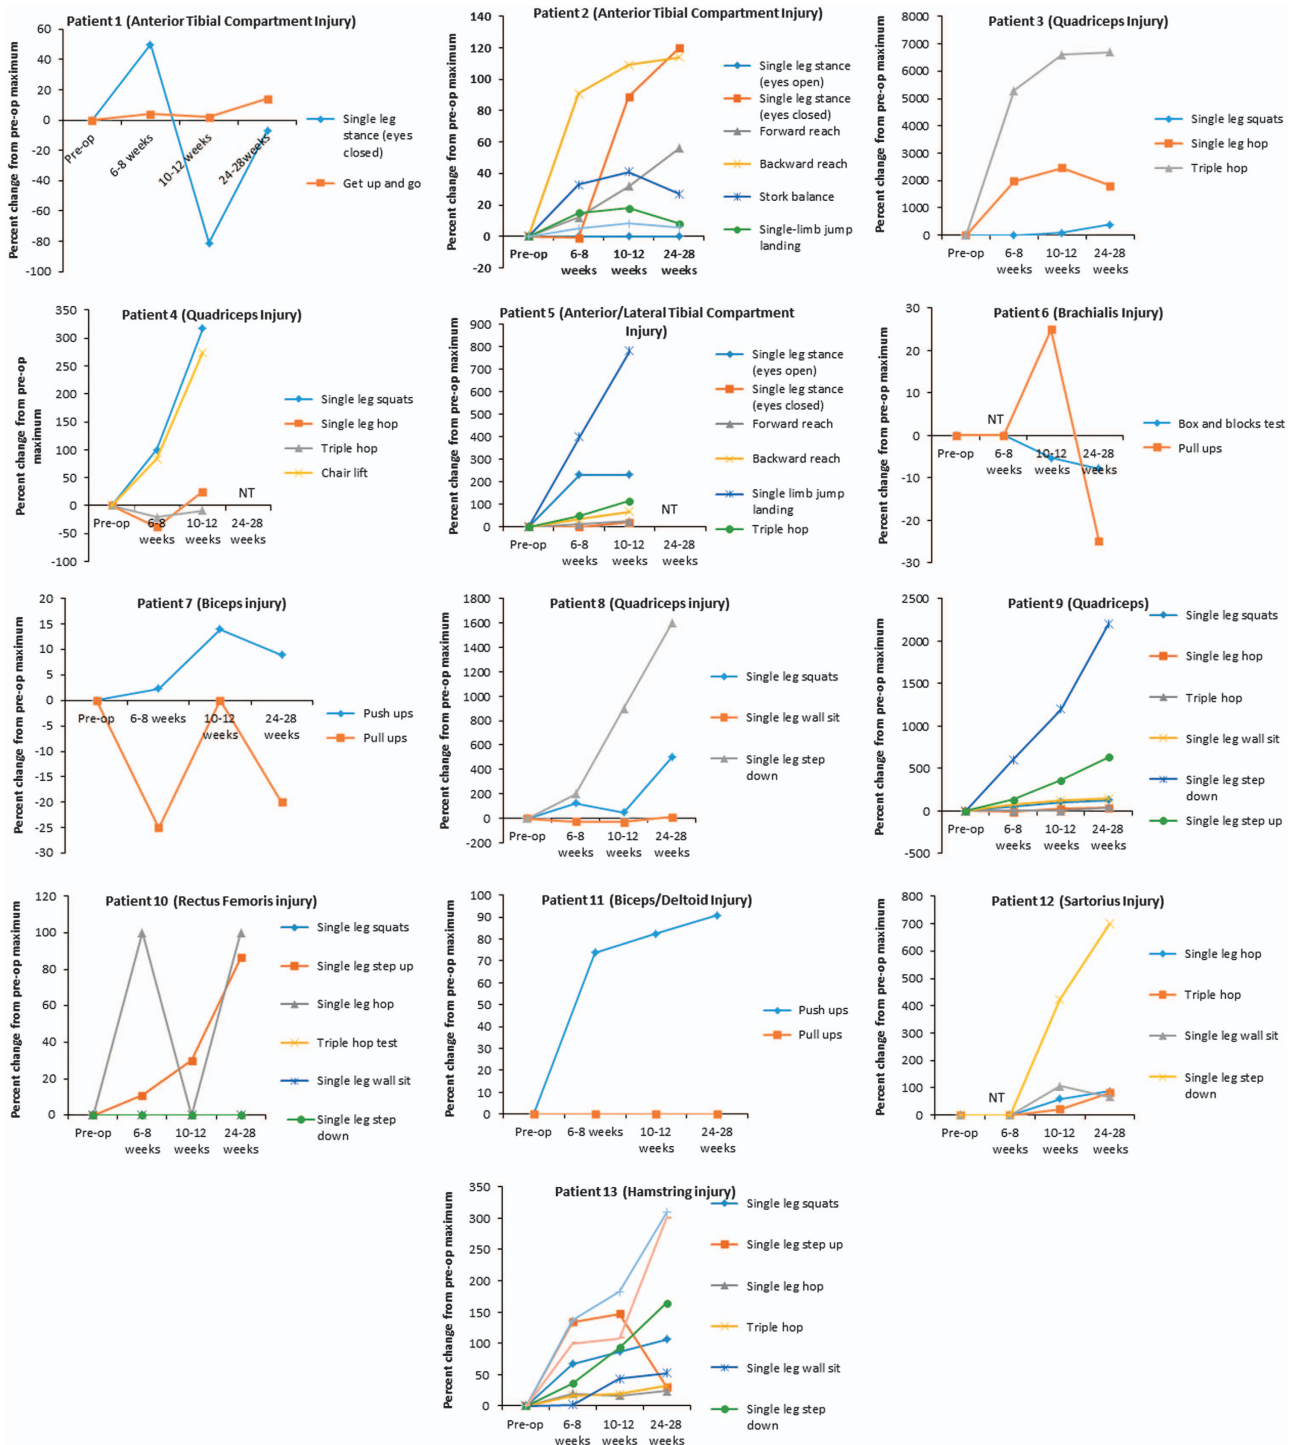 Patient 1 (Anterior Tibial Compartment Injury)
Percent change from pre-op maximum
60
40
20
0
-20
-40
-60
-80
-100
Pre-op
6-8 weeks
10-12 weeks
24-28weeks
Single leg
stance (eyes
closed)
Get up and go
Patient 2 (Anterior Tibial Compartment Injury)
Percent change from pre-op maximum
140
120
100
80
60
40
20
0
-20
Pre-op
6-8
weeks
10-12
weeks
24-28
weeks
Single leg stance
(eyes open)
Single leg stance
(eyes closed)
Forward reach
Backward reach
Stork balance
Single-limb jump
landing
Patient 3 (Quadriceps Injury)
Percent change from pre-op maximum
8000
7000
6000
5000
4000
3000
2000
1000
0
Pre-op
6-8
weeks
10-12
weeks
24-28
weeks
Single leg squats
Single leg hop
Triple hop
Patient 4 (Quadriceps Injury)
Percent change from pre-op
maximum
350
300
250
200
150
100
50
0
-50
-100
Pre-op
6-8
weeks
10-12
weeks
NT
24-28
weeks
Single leg squats
Single leg hop
Triple hop
Chair lift
Patient 5 (Anterior/Lateral Tibial Compartment
Injury)
Percent change from pre-op maximum
900
800
700
600
500
400
300
200
100
0
Pre-op
6-8
weeks
10-12
weeks
NT
24-28
weeks
Single leg stance
(eyes open)
Single leg stance
(eyes closed)
Forward reach
Backward reach
Single limb jump
landing
Triple hop
Patient 6 (Brachialis Injury)
Percent change from pre-op maximum
30
20
10
0
-10
-20
-30
NT
Pre-op
6-8
weeks
10-12
weeks
24-28
weeks
Box and blocks test
Pull ups
Patient 7 (Biceps injury)
Percent change from pre-op maximum
20
15
10
5
0
-5
-10
-15
-20
-25
-30
Pre-op
6-8 weeks
10-12
weeks
24-28
weeks
Push ups
Pull ups
Patient 8 (Quadriceps injury)
Percent change from pre-op maximum
1800
1600
1400
1200
1000
800
600
400
200
0
-200
Pre-op
6-8
weeks
10-12
weeks
24-28
weeks
Single leg squats
Single leg wall sit
Single leg step
down
Patient 9 (Quadriceps)
Percent change from pre-op maximum
2500
2000
1500
1000
500
0
-500
Pre-op
6-8
weeks
10-12
weeks
24-28
weeks
Single leg squats
Single leg hop
Triple hop
Single leg wall sit
Single leg step
down
Single leg step up
Patient 10 (Rectus Femoris injury)
Percent change from pre-op maximum
120
100
80
60
40
20
0
Pre-op
6-8
weeks
10-12
weeks
24-28
weeks
Single leg squats
Single leg step up
Single leg hop
Triple hop test
Single leg wall sit
Single leg step
down
Patient 11 (Biceps/Deltoid Injury)
Percent change from pre-op maximum
100
90
80
70
60
50
40
30
20
10
0
Pre-op
6-8 weeks
10-12
weeks
24-28
weeks
Push ups
Pull ups
Patient 12 (Sartorius Injury)
Percent change from pre-op maximum
800
700
600
500
400
300
200
100
0
NT
Pre-op
6-8
weeks
10-12
weeks
24-28
weeks
Single leg hop
Triple hop
Single leg wall sit
Single leg step
down
Patient 13 (Hamstring injury)
Percent change from pre-op maximum
350
300
250
200
150
100
50
0
Pre-op
6-8
weeks
10-12
weeks
24-28
weeks
Single leg squats
Single leg step up
Single leg hop
Triple hop
Single leg wall sit
Single leg step
down